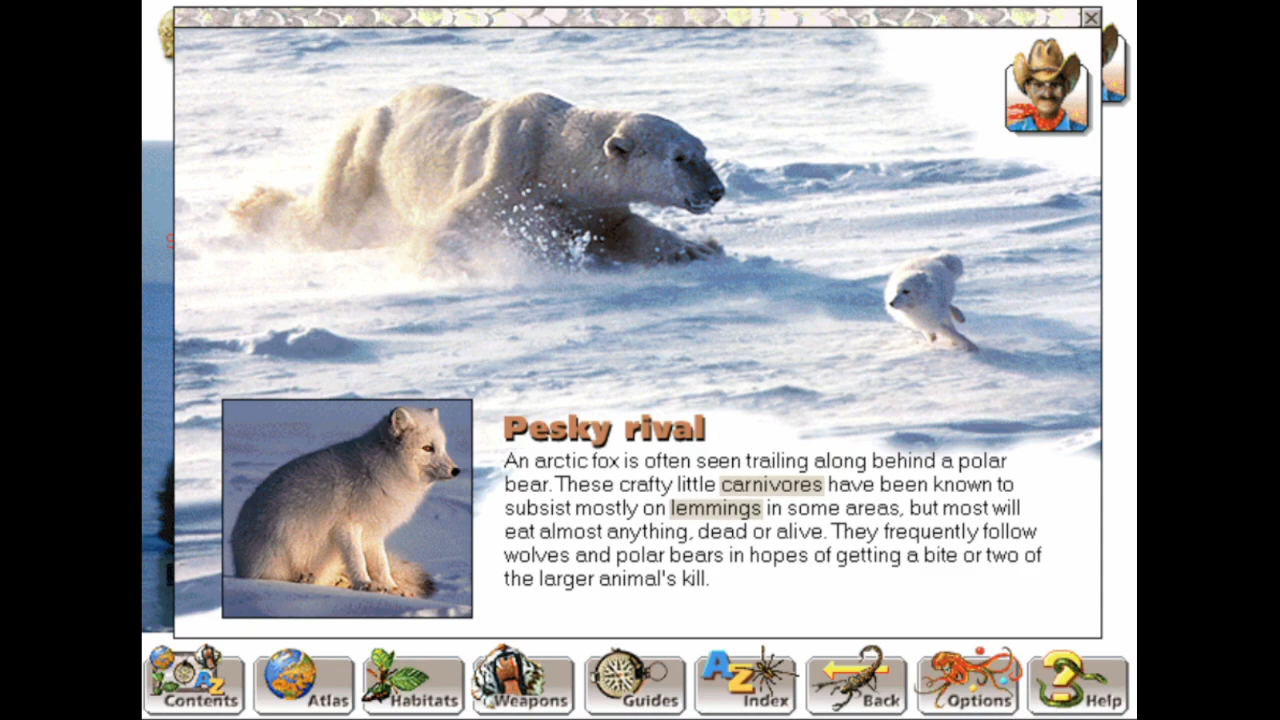 Pesky rival
An arctic fox is often seen trailing along behind a polar
bear. These crafty little carnivores have been known to
subsist mostly on lemmings in some areas, but most will
eat almost anything, dead or alive. They frequently follow
wolves and polar bears in hopes of getting a bite or two of
the larger animal's kill.
Contents
Atlas
Habitats
Weapons
Guides
AZ Index
Back
Options
? Help